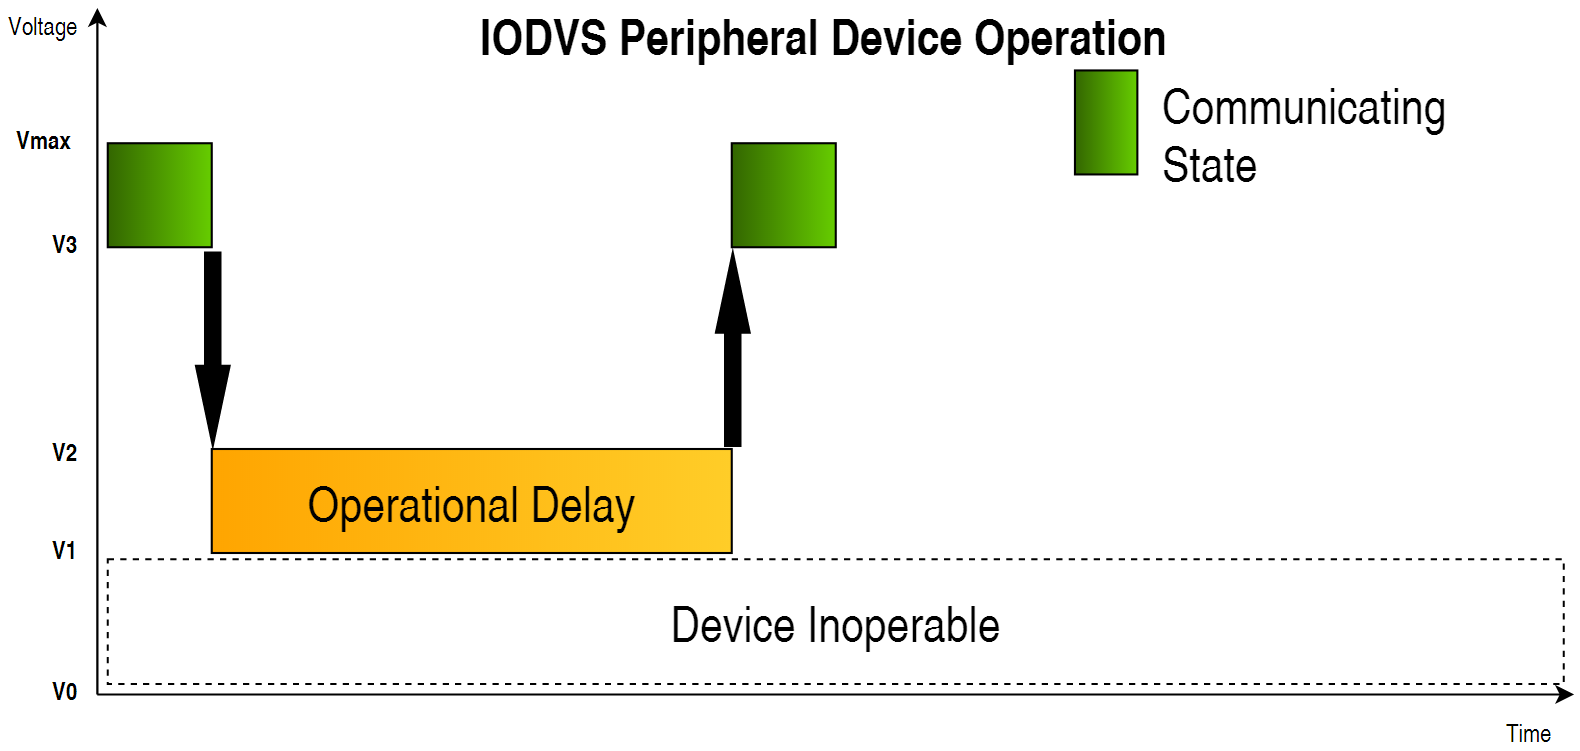 IODVS Peripheral Device Operation
Voltage
Communicating
State
Vmax
V3
V2
Operational Delay
V1
Device Inoperable
V0
Time